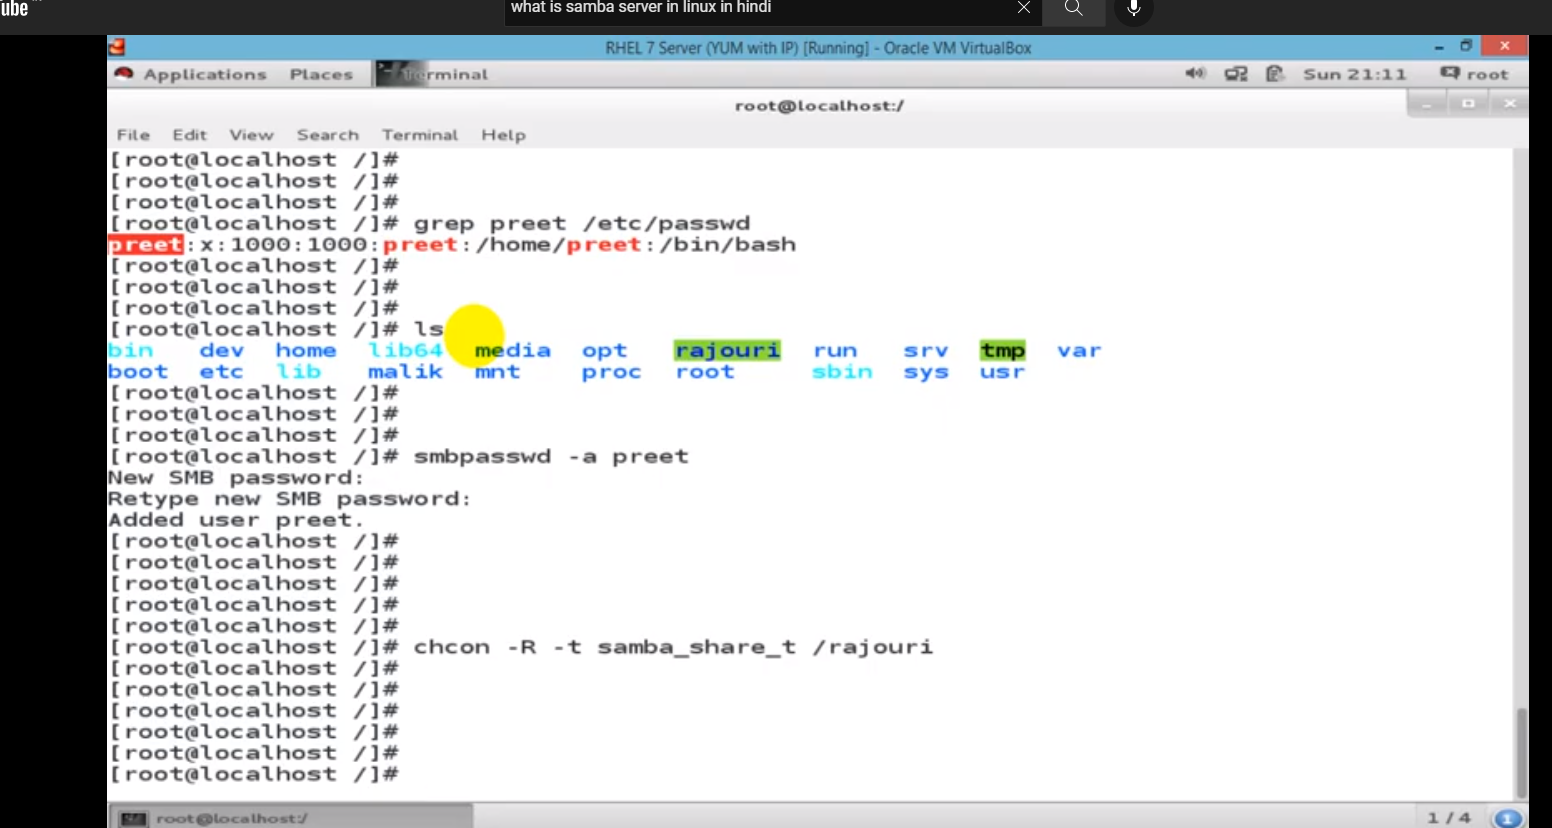 ube
what is samba server in linux in hindi
RHEL 7 Server (YUM with IP) [Running] - Oracle VM VirtualBox
Applications Places Terminal Sun 21:11 root
root@localhost:/
File Edit View Search Terminal Help
[root@localhost /]#
[root@localhost /]#
[root@localhost /]#
[root@localhost /]# grep preet /etc/passwd
preet:x:1000:1000:preet:/home/preet:/bin/bash
[root@localhost /]#
[root@localhost /]#
[root@localhost /]#
[root@localhost /]# ls
bin dev home lib64 media opt rajouri run srv tmp var
boot etc lib malik mnt proc root sbin sys usr
[root@localhost /]#
[root@localhost /]#
[root@localhost /]#
[root@localhost /]# smbpasswd -a preet
New SMB password:
Retype new SMB password:
Added user preet.
[root@localhost /]#
[root@localhost /]#
[root@localhost /]#
[root@localhost /]#
[root@localhost /]#
[root@localhost /]# chcon -R -t samba_share_t /rajouri
[root@localhost /]#
[root@localhost /]#
[root@localhost /]#
[root@localhost /]#
[root@localhost /]#
[root@localhost /]#
root@localhost:/ 1 / 4 1